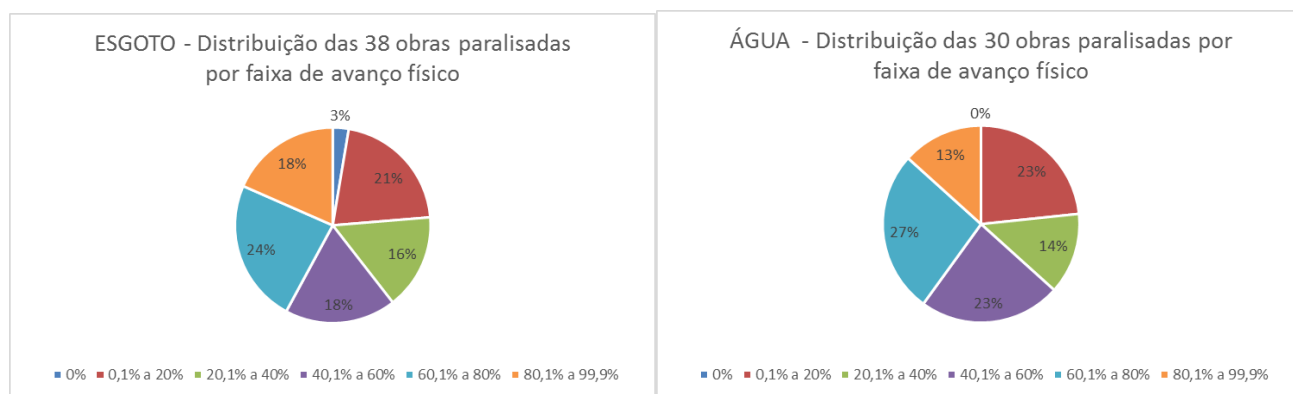 ESGOTO - Distribuição das 38 obras paralisadas
por faixa de avanço físico
3%
18%
21%
24%
16%
18%
0% 0,1% a 20% 20,1% a 40% 40,1% a 60% 60,1% a 80% 80,1% a 99,9%
ÁGUA - Distribuição das 30 obras paralisadas por
faixa de avanço físico
0%
13%
23%
27%
14%
23%
0% 0,1% a 20% 20,1% a 40% 40,1% a 60% 60,1% a 80% 80,1% a 99,9%